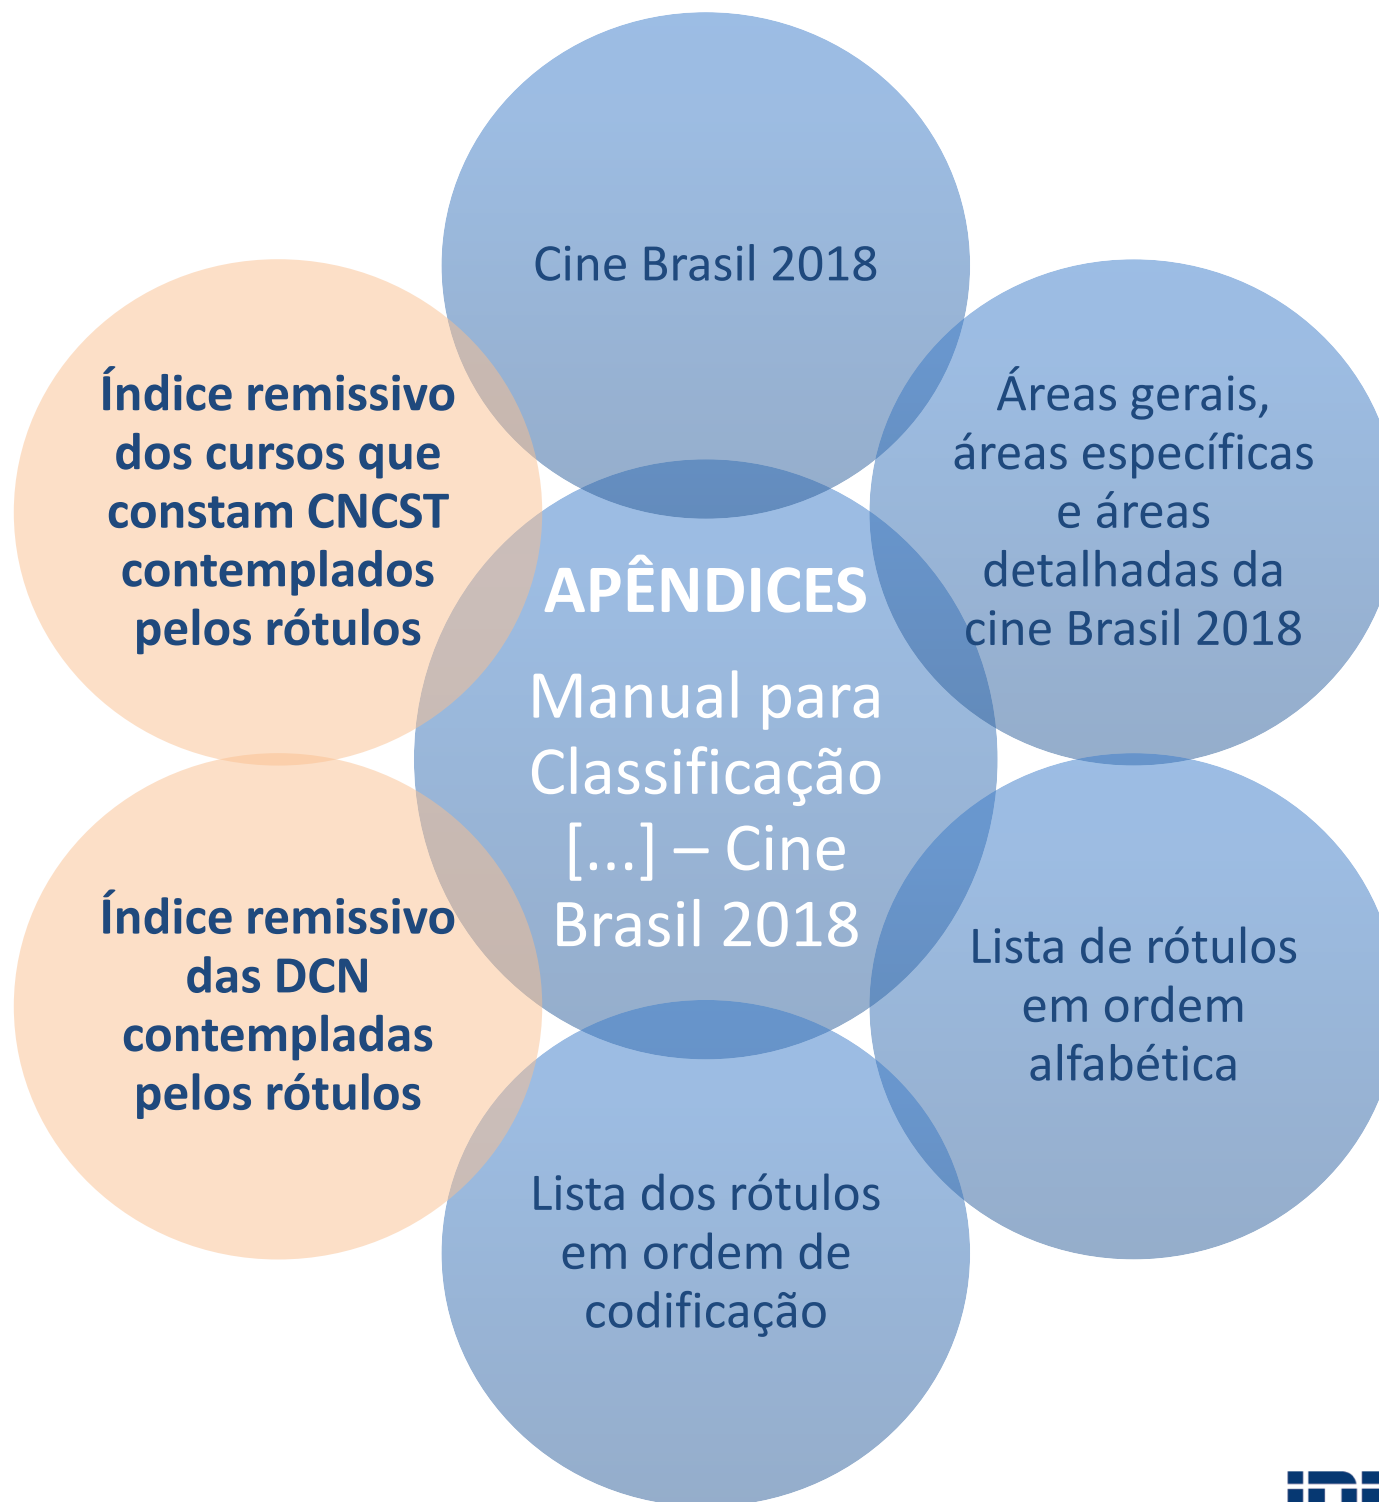 Cine Brasil 2018
Índice remissivo
dos cursos que
constam CNCST
contemplados
pelos rótulos
Áreas gerais,
áreas específicas
e áreas
detalhadas da
cine Brasil 2018
APÊNDICES
Manual para
Classificação
[...] – Cine
Brasil 2018
Índice remissivo
das DCN
contempladas
pelos rótulos
Lista de rótulos
em ordem
alfabética
Lista dos rótulos
em ordem de
codificação